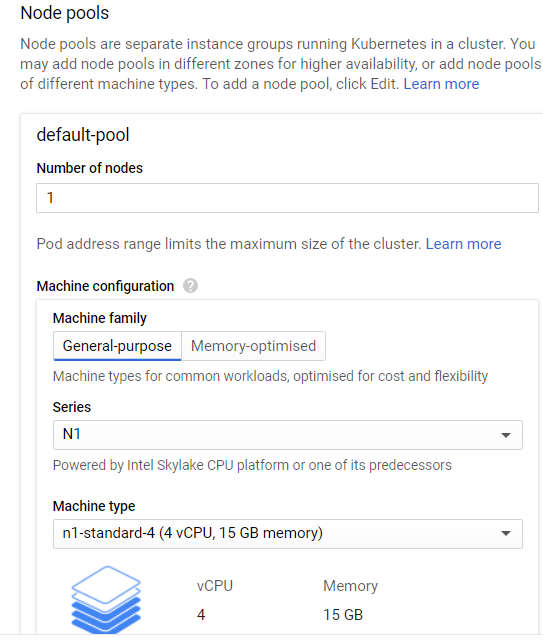 Node pools
Node pools are separate instance groups running Kubernetes in a cluster. You
may add node pools in different zones for higher availability, or add node pools
of different machine types. To add a node pool, click Edit. Learn more
default-pool
Number of nodes
1
Pod address range limits the maximum size of the cluster. Learn more
Machine configuration ?
Machine family
General-purpose Memory-optimised
Machine types for common workloads, optimised for cost and flexibility
Series
N1
Powered by Intel Skylake CPU platform or one of its predecessors
Machine type
n1-standard-4 (4 vCPU, 15 GB memory)
vCPU Memory
4 15 GB